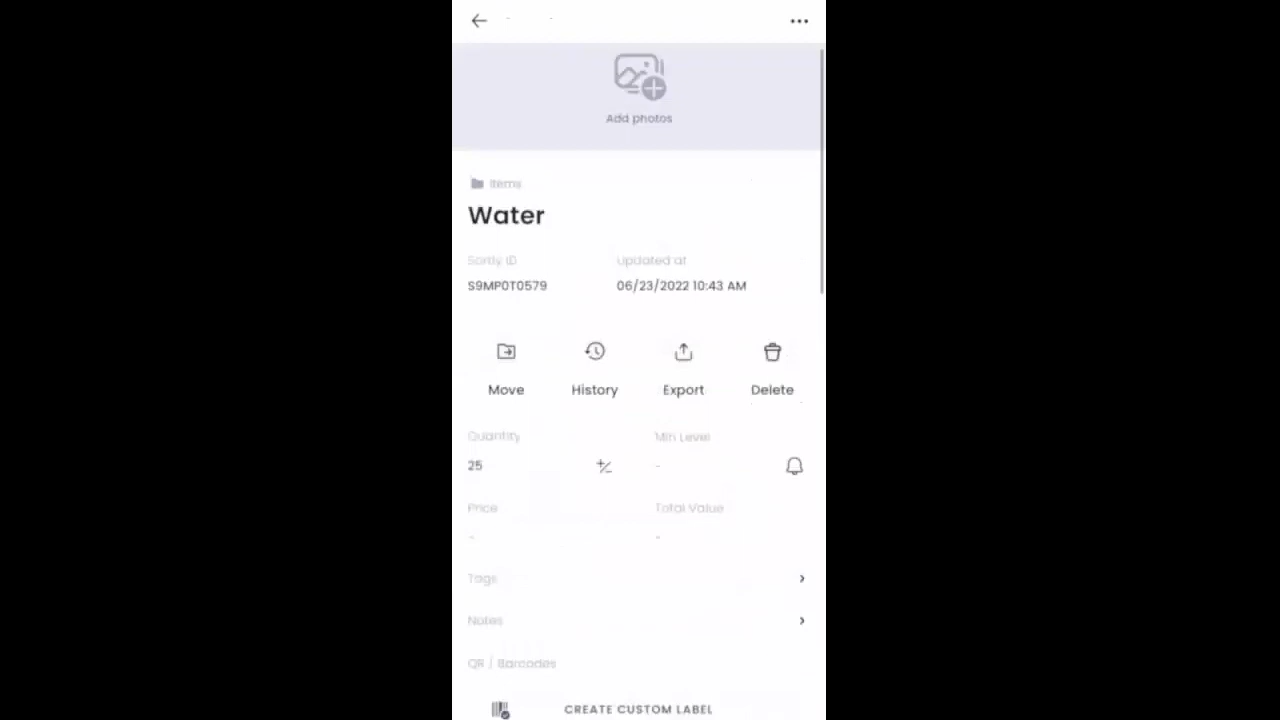 Add photos
Items
Water
Sortly ID Updated at
S9MP0T0579 06/23/2022 10:43 AM
Move History Export Delete
Quantity Min Level
25 -
Price Total Value
- -
Tags
Notes
QR / Barcodes
CREATE CUSTOM LABEL